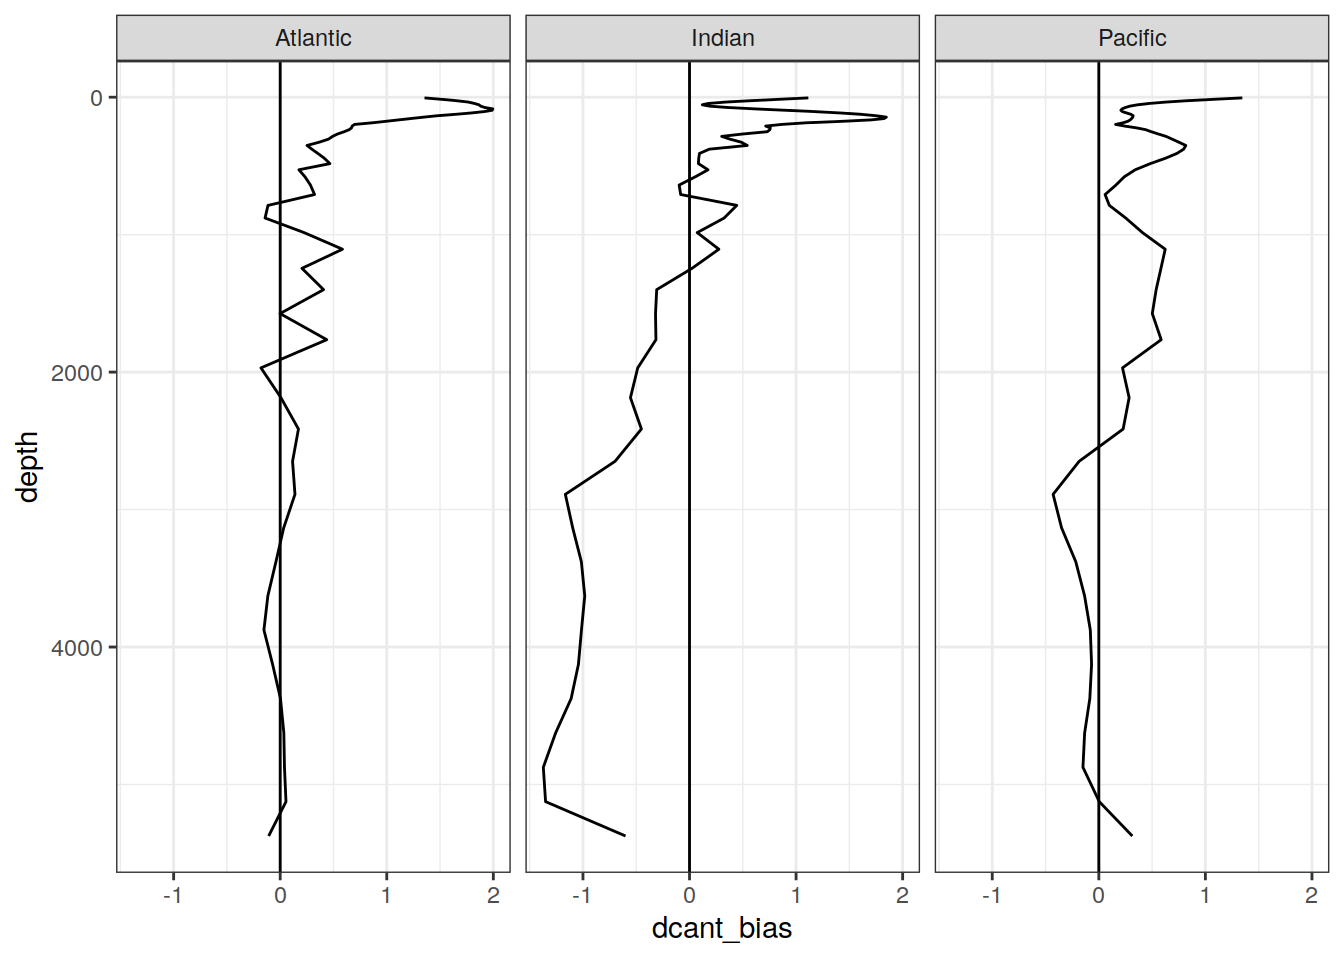 Atlantic Indian Pacific
0
2000
4000
depth
-1 0 1 2 -1 0 1 2 -1 0 1 2
dcant_bias